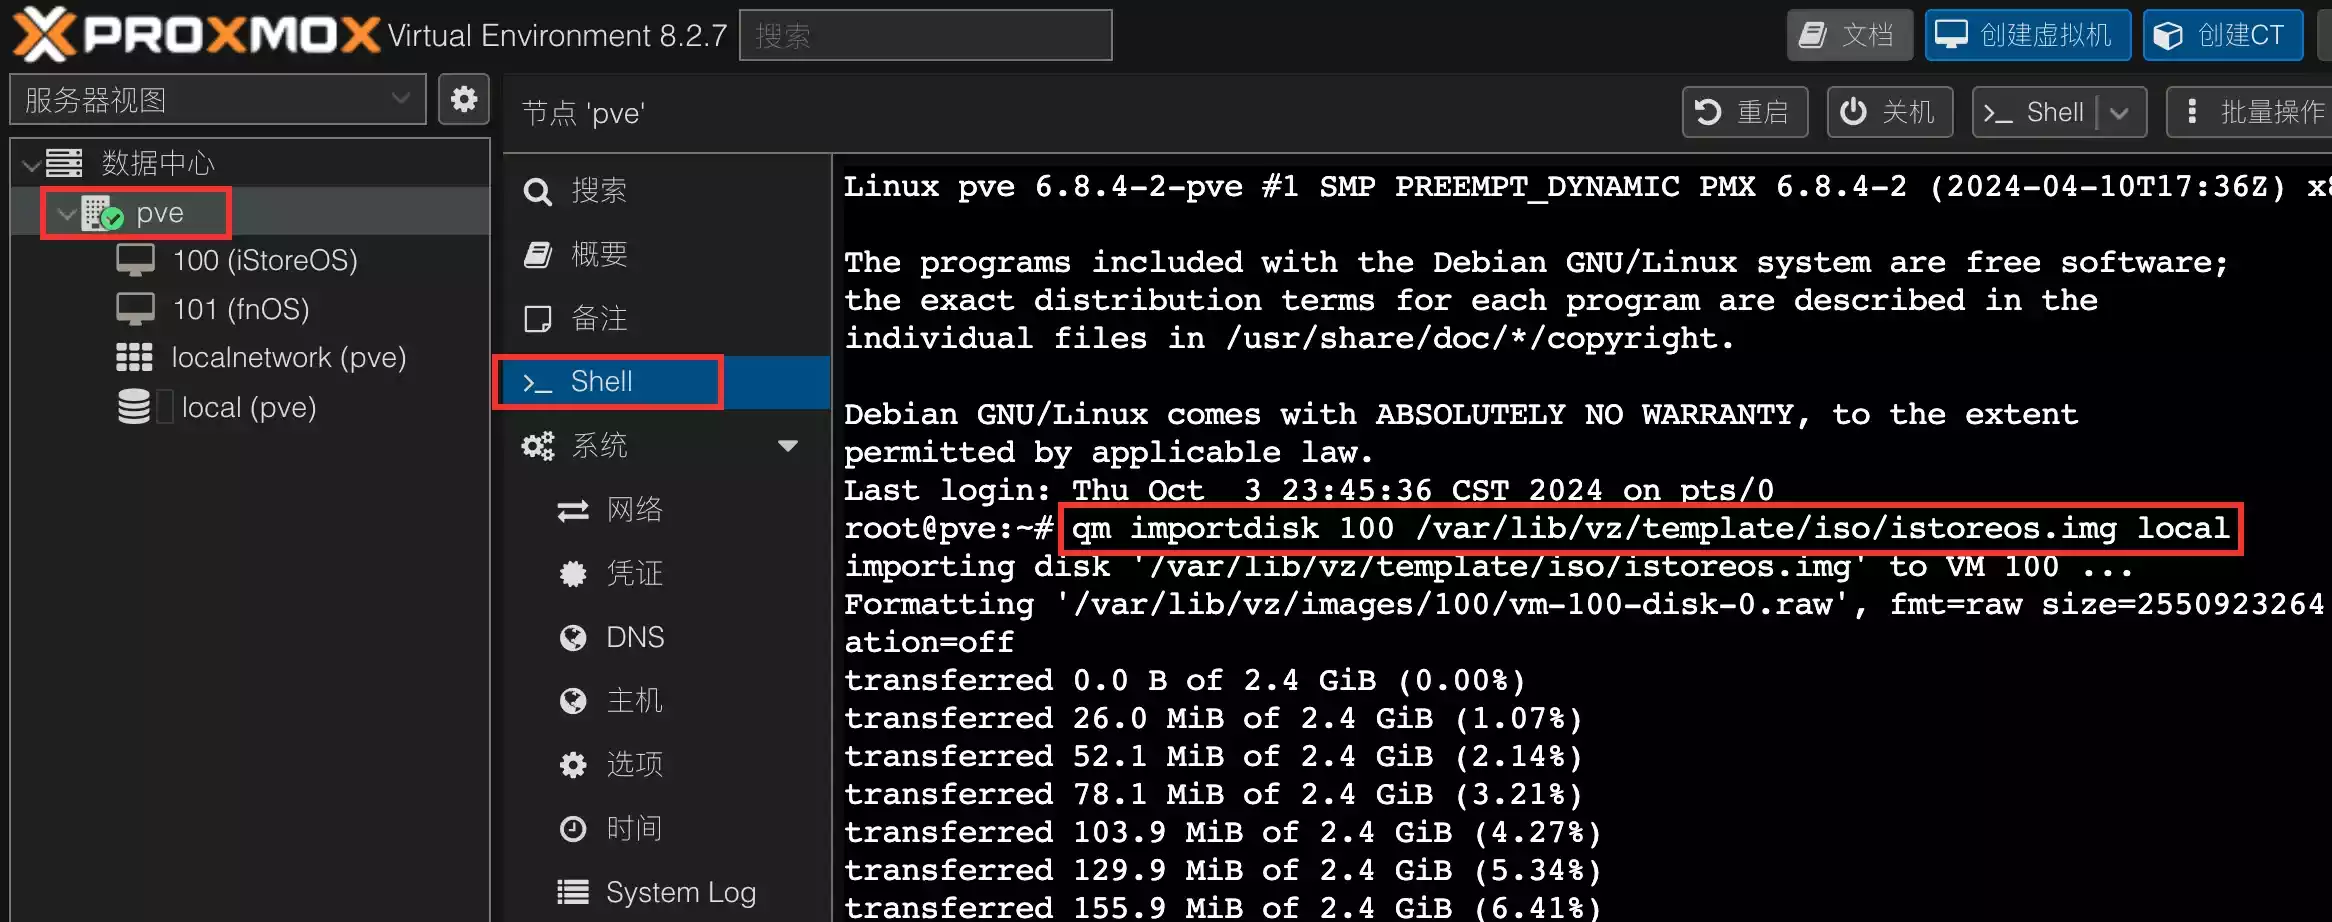 PROXMOX Virtual Environment 8.2.7
搜索
文档
创建虚拟机
创建CT
服务器视图
数据中心
pve
100 (iStoreOS)
101 (fnOS)
localnetwork (pve)
local (pve)
节点 'pve'
重启
关机
Shell
批量操作
搜索
概要
备注
Shell
系统
网络
凭证
DNS
主机
选项
时间
System Log
Linux pve 6.8.4-2-pve #1 SMP PREEMPT_DYNAMIC PMX 6.8.4-2 (2024-04-10T17:36Z) x8
The programs included with the Debian GNU/Linux system are free software;
the exact distribution terms for each program are described in the
individual files in /usr/share/doc/*/copyright.
Debian GNU/Linux comes with ABSOLUTELY NO WARRANTY, to the extent
permitted by applicable law.
Last login: Thu Oct  3 23:45:36 CST 2024 on pts/0
root@pve:~# qm importdisk 100 /var/lib/vz/template/iso/istoreos.img local
importing disk '/var/lib/vz/template/iso/istoreos.img' to VM 100 ...
Formatting '/var/lib/vz/images/100/vm-100-disk-0.raw', fmt=raw size=2550923264
ation=off
transferred 0.0 B of 2.4 GiB (0.00%)
transferred 26.0 MiB of 2.4 GiB (1.07%)
transferred 52.1 MiB of 2.4 GiB (2.14%)
transferred 78.1 MiB of 2.4 GiB (3.21%)
transferred 103.9 MiB of 2.4 GiB (4.27%)
transferred 129.9 MiB of 2.4 GiB (5.34%)
transferred 155.9 MiB of 2.4 GiB (6.41%)